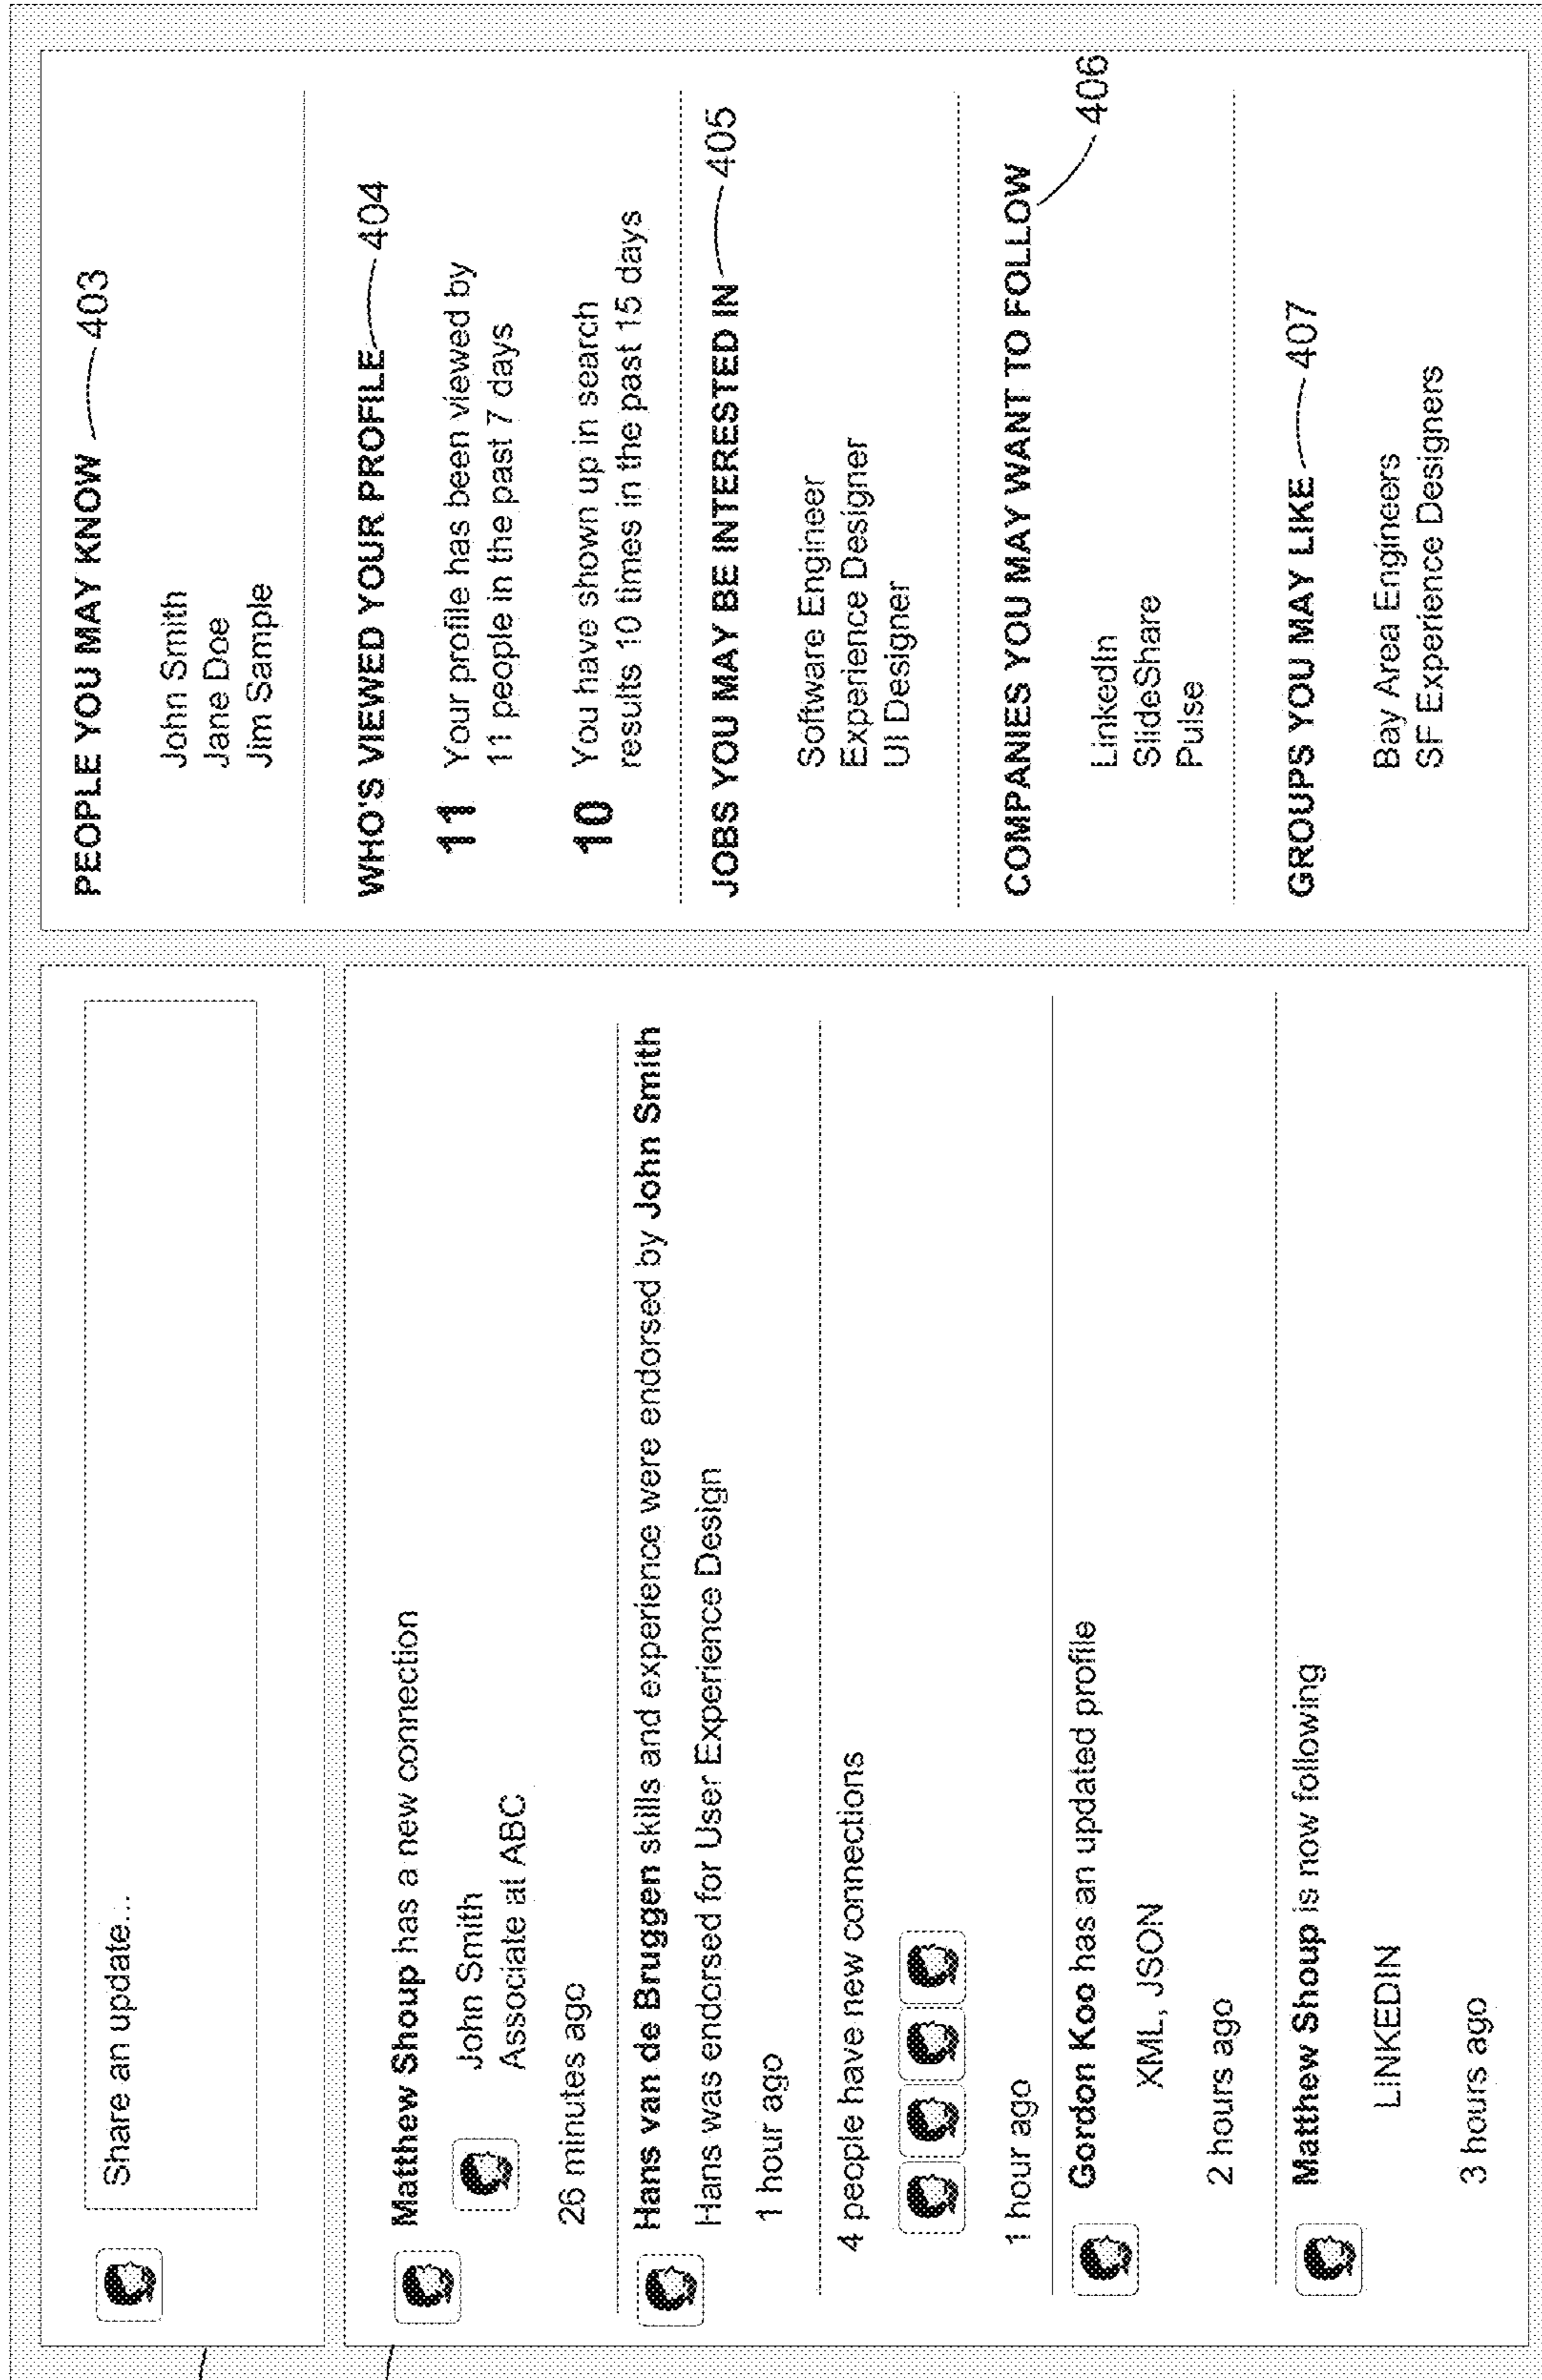 Share an update...
Matthew Shoup has a new connection
John Smith
Associate at ABC
26 minutes ago
Hans van de Bruggen skills and experience were endorsed by John Smith
Hans was endorsed for User Experience Design
1 hour ago
4 people have new connections
1 hour ago
Gordon Koo has an updated profile
XML, JSON
2 hours ago
Matthew Shoup is now following
LINKEDIN
3 hours ago
PEOPLE YOU MAY KNOW 403
John Smith
Jane Doe
Jim Sample
WHO'S VIEWED YOUR PROFILE 404
11 Your profile has been viewed by
11 people in the past 7 days
10 You have shown up in search
results 10 times in the past 15 days
JOBS YOU MAY BE INTERESTED IN 405
Software Engineer
Experience Designer
UI Designer
COMPANIES YOU MAY WANT TO FOLLOW 406
LinkedIn
SlideShare
Pulse
GROUPS YOU MAY LIKE 407
Bay Area Engineers
SF Experience Designers